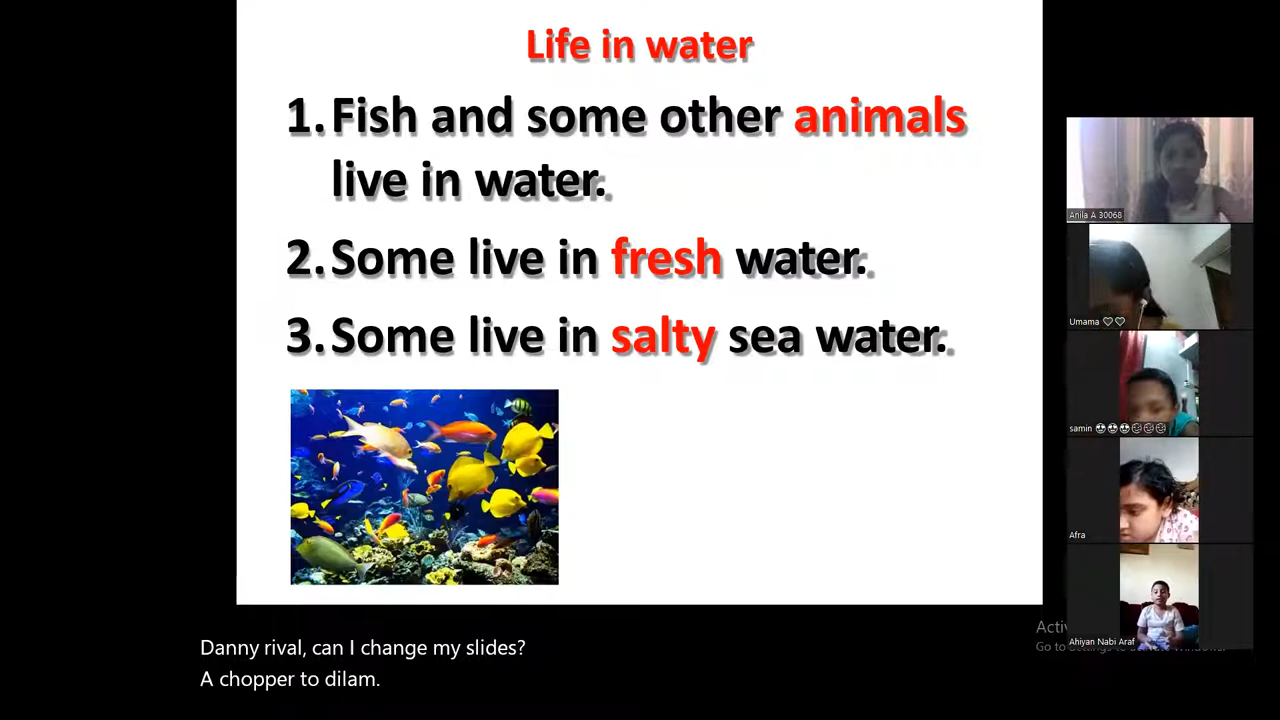 Life in water
1. Fish and some other animals
live in water.
2. Some live in fresh water.
3. Some live in salty sea water.
Anila A 30068
Umama ♡♡
samin
Afra
Ahiyan Nabi Araf
Danny rival, can I change my slides?
A chopper to dilam.
Go to Settings to activate Windows.